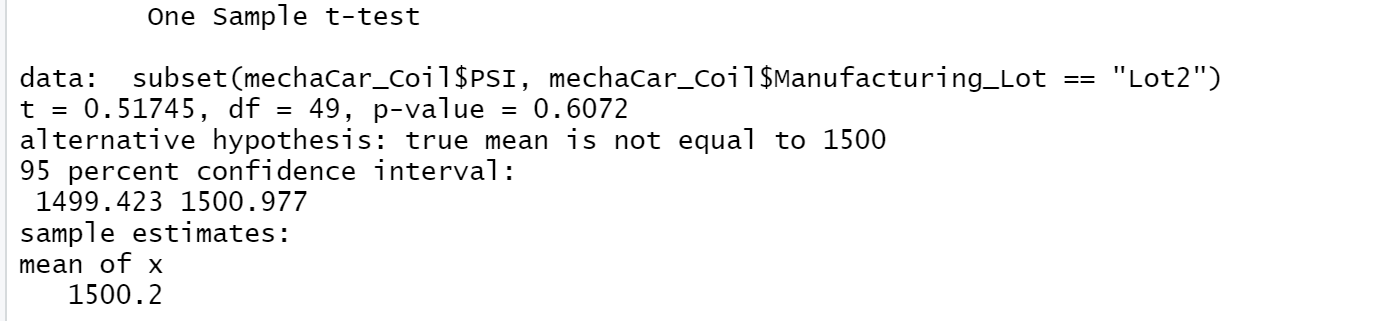 One Sample t-test
data: subset(mechaCar_Coil$PSI, mechaCar_Coil$Manufacturing_Lot == "Lot2")
t = 0.51745, df = 49, p-value = 0.6072
alternative hypothesis: true mean is not equal to 1500
95 percent confidence interval:
1499.423 1500.977
sample estimates:
mean of x
1500.2